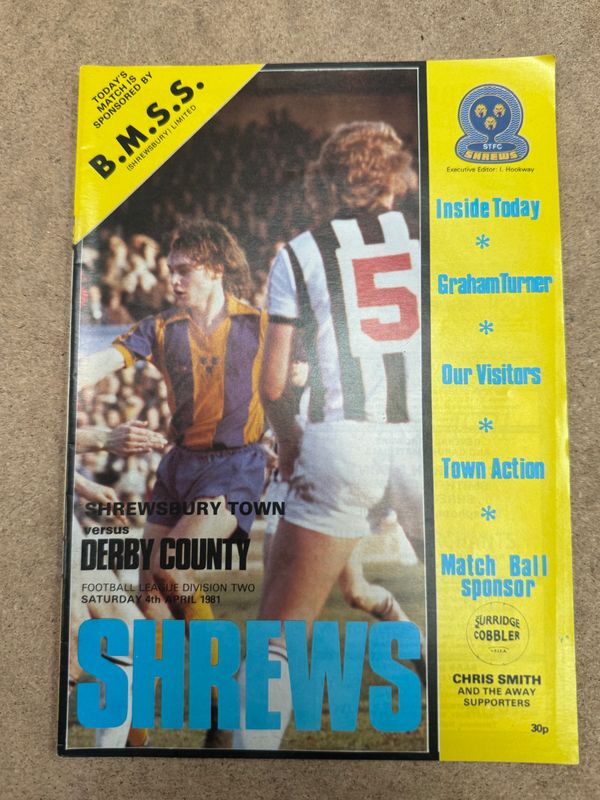 TODAY'S
MATCH IS
SPONSORED BY
B.M.S.S.
(SHREWSBURY) LIMITED
STFC
SHREWS
Executive Editor: I. Hookway
Inside Today
*
Graham Turner
*
Our Visitors
*
Town Action
*
Match Ball
sponsor
SURRIDGE
COBBLER
CHRIS SMITH
AND THE AWAY
SUPPORTERS
30p
5
SHREWSBURY TOWN
versus
DERBY COUNTY
FOOTBALL LEAGUE DIVISION TWO
SATURDAY 4th APRIL 1981
SHREWS